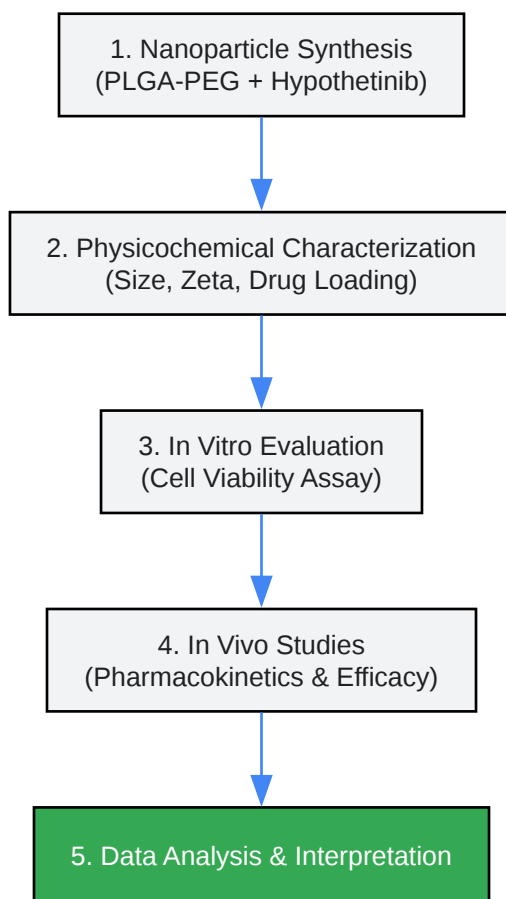 1. Nanoparticle Synthesis
(PLGA-PEG + Hypothetinib)
2. Physicochemical Characterization
(Size, Zeta, Drug Loading)
3. In Vitro Evaluation
(Cell Viability Assay)
4. In Vivo Studies
(Pharmacokinetics & Efficacy)
5. Data Analysis & Interpretation